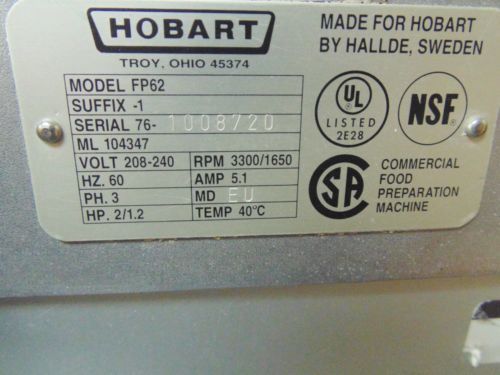 HOBART
TROY, OHIO 45374
MADE FOR HOBART
BY HALLDE, SWEDEN
MODEL FP62
SUFFIX -1
SERIAL 76-1008720
ML 104347
VOLT 208-240 RPM 3300/1650
HZ. 60 AMP 5.1
PH. 3 MD EU
HP. 2/1.2 TEMP 40°C
UL
LISTED
2E28
NSF
SA
COMMERCIAL
FOOD
PREPARATION
MACHINE